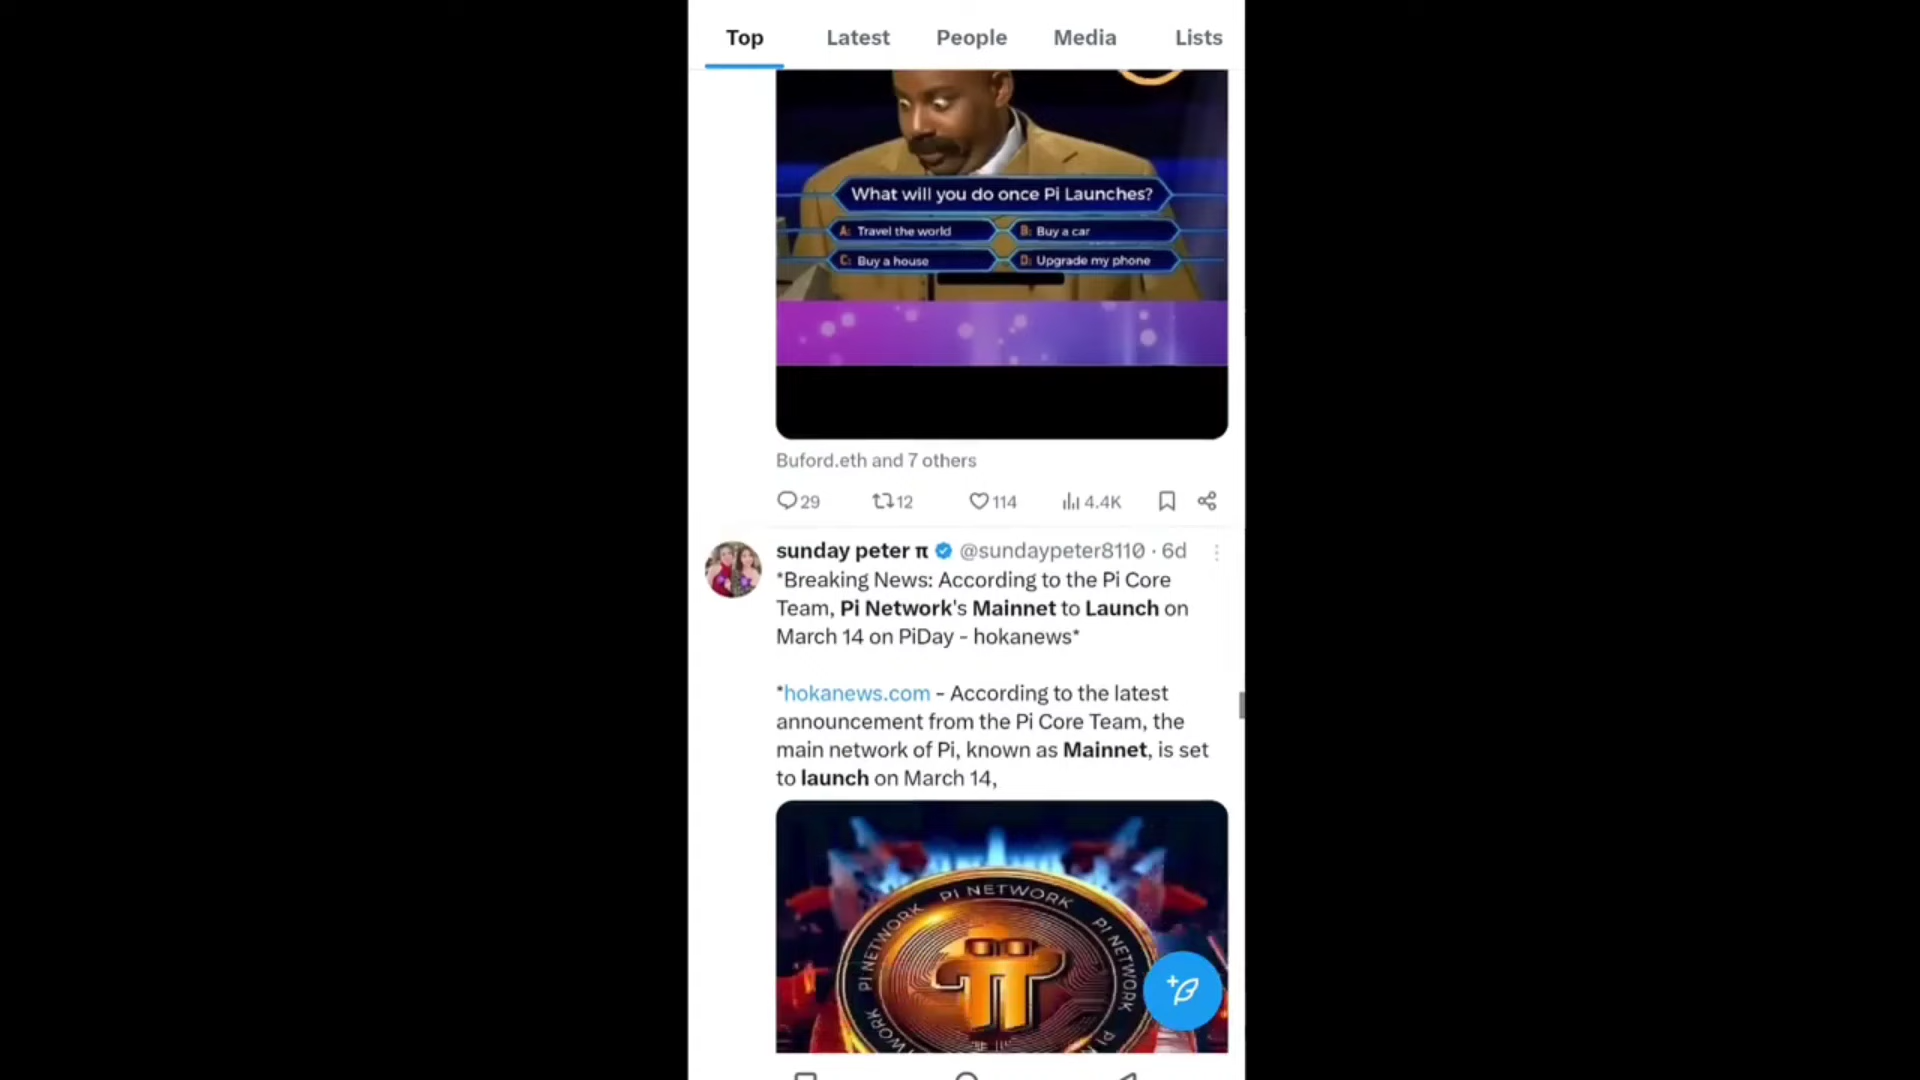 Top Latest People Media Lists
What will you do once Pi Launches?
A: Travel the world B: Buy a car
C: Buy a house D: Upgrade my phone
Buford.eth and 7 others
29 12 114 4.4K
sunday peter π @sundaypeter8110 · 6d
*Breaking News: According to the Pi Core
Team, Pi Network's Mainnet to Launch on
March 14 on PiDay - hokanews*
*hokanews.com - According to the latest
announcement from the Pi Core Team, the
main network of Pi, known as Mainnet, is set
to launch on March 14,
PI NETWORK PI NETWORK PI NETWORK
NETWORK PI N